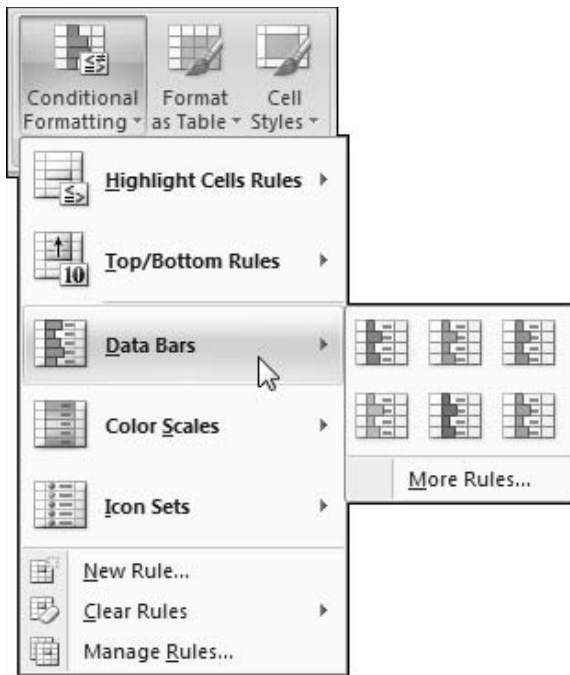 Conditional Formatting
Format as Table
Cell Styles
Highlight Cells Rules
10
Top/Bottom Rules
Data Bars
Color Scales
Icon Sets
More Rules...
New Rule...
Clear Rules
Manage Rules...